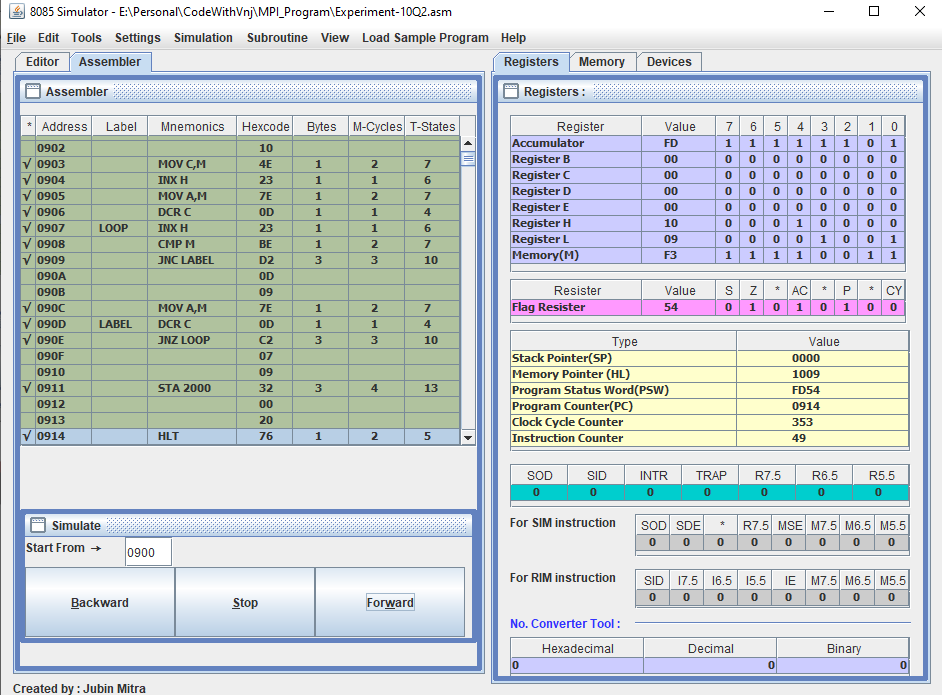 8085 Simulator - E:\Personal\CodeWithVnj\MPI_Program\Experiment-10Q2.asm
File Edit Tools Settings Simulation Subroutine View Load Sample Program Help
Editor Assembler
Assembler
* Address Label Mnemonics Hexcode Bytes M-Cycles T-States
0902 10
√ 0903 MOV C,M 4E 1 2 7
√ 0904 INX H 23 1 1 6
√ 0905 MOV A,M 7E 1 2 7
√ 0906 DCR C 0D 1 1 4
√ 0907 LOOP INX H 23 1 1 6
√ 0908 CMP M BE 1 2 7
√ 0909 JNC LABEL D2 3 3 10
090A 0D
090B 09
√ 090C MOV A,M 7E 1 2 7
√ 090D LABEL DCR C 0D 1 1 4
√ 090E JNZ LOOP C2 3 3 10
090F 07
0910 09
√ 0911 STA 2000 32 3 4 13
0912 00
0913 20
√ 0914 HLT 76 1 2 5
Simulate
Start From → 0900
Backward Stop Forward
Created by : Jubin Mitra
Registers Memory Devices
Registers :
Register Value 7 6 5 4 3 2 1 0
Accumulator FD 1 1 1 1 1 1 0 1
Register B 00 0 0 0 0 0 0 0 0
Register C 00 0 0 0 0 0 0 0 0
Register D 00 0 0 0 0 0 0 0 0
Register E 00 0 0 0 0 0 0 0 0
Register H 10 0 0 0 1 0 0 0 0
Register L 09 0 0 0 0 1 0 0 1
Memory(M) F3 1 1 1 1 0 0 1 1
Resister Value S Z * AC * P * CY
Flag Resister 54 0 1 0 1 0 1 0 0
Type Value
Stack Pointer(SP) 0000
Memory Pointer (HL) 1009
Program Status Word(PSW) FD54
Program Counter(PC) 0914
Clock Cycle Counter 353
Instruction Counter 49
SOD SID INTR TRAP R7.5 R6.5 R5.5
0 0 0 0 0 0 0
For SIM instruction SOD SDE * R7.5 MSE M7.5 M6.5 M5.5
0 0 0 0 0 0 0 0
For RIM instruction SID I7.5 I6.5 I5.5 IE M7.5 M6.5 M5.5
0 0 0 0 0 0 0 0
No. Converter Tool :
Hexadecimal Decimal Binary
0 0 0